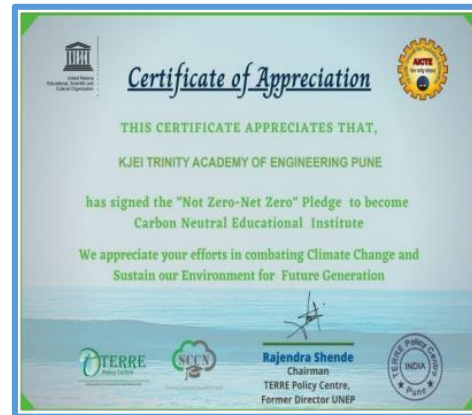 United Nations
Educational, Scientific and
Cultural Organization
AICTE
Certificate of Appreciation
THIS CERTIFICATE APPRECIATES THAT,
KJEI TRINITY ACADEMY OF ENGINEERING PUNE
has signed the "Not Zero-Net Zero" Pledge to become
Carbon Neutral Educational Institute
We appreciate your efforts in combating Climate Change and
Sustain our Environment for Future Generation
TERRE
Policy Centre
SCCN
Rajendra Shende
Chairman
TERRE Policy Centre,
Former Director UNEP
TERRE Policy Centre
INDIA
Pune